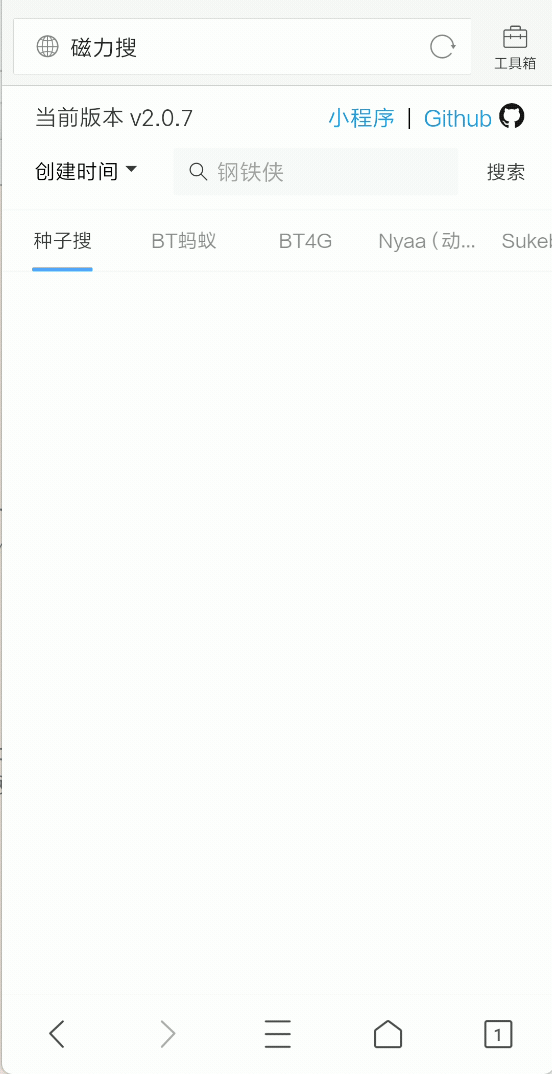 磁力搜
工具箱
当前版本 v2.0.7 小程序 | Github
创建时间 钢铁侠 搜索
种子搜 BT蚂蚁 BT4G Nyaa（动... Suke
1